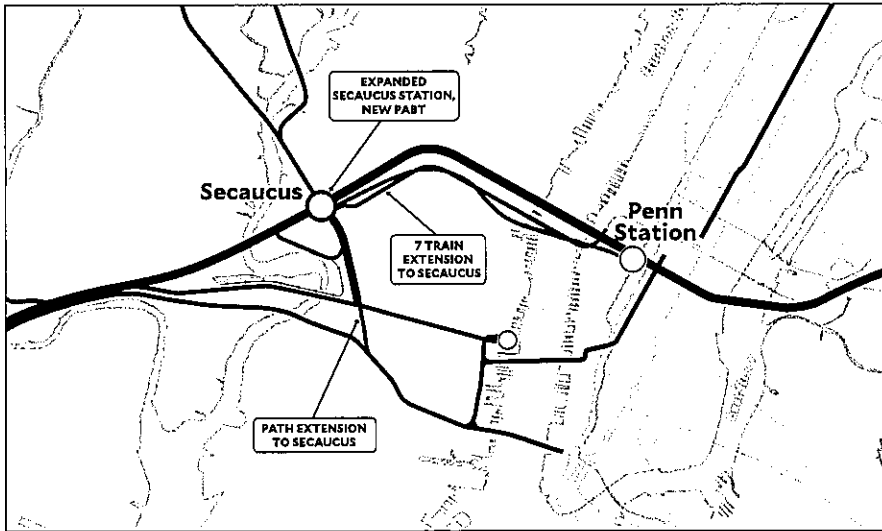 EXPANDED
SECAUCUS STATION,
NEW PABT
Secaucus
7 TRAIN
EXTENSION
TO SECAUCUS
Penn
Station
PATH EXTENSION
TO SECAUCUS